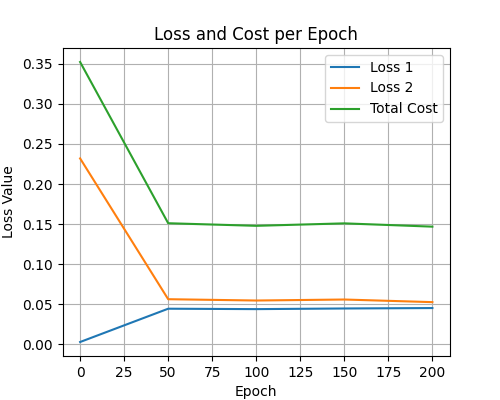 Loss and Cost per Epoch
Loss 1
Loss 2
Total Cost
Loss Value
0.35
0.30
0.25
0.20
0.15
0.10
0.05
0.00
0 25 50 75 100 125 150 175 200
Epoch